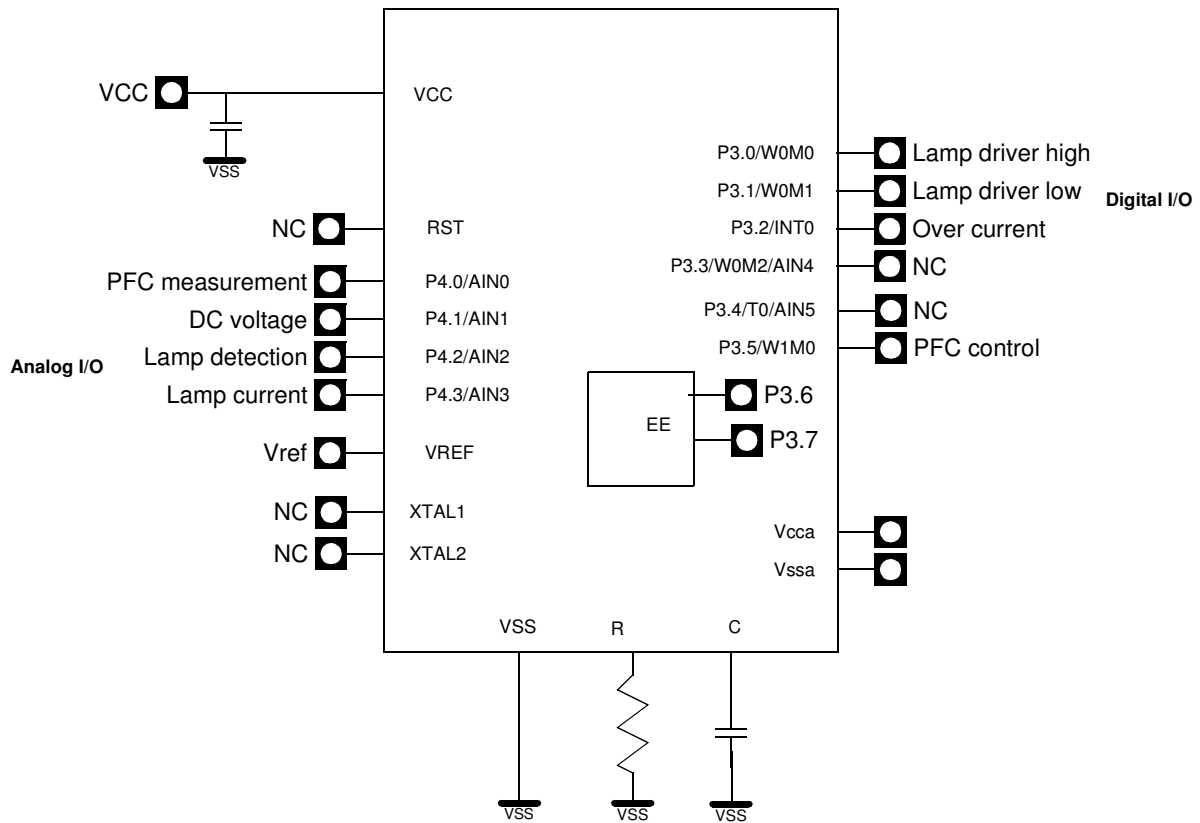 VCC
VCC
VSS
P3.0/W0M0
Lamp driver high
P3.1/W0M1
Lamp driver low
Digital I/O
NC
RST
P3.2/INT0
Over current
P3.3/W0M2/AIN4
NC
PFC measurement
P4.0/AIN0
P3.4/T0/AIN5
NC
DC voltage
P4.1/AIN1
P3.5/W1M0
PFC control
Lamp detection
P4.2/AIN2
Analog I/O
Lamp current
P4.3/AIN3
P3.6
EE
P3.7
Vref
VREF
NC
XTAL1
Vcca
NC
XTAL2
Vssa
VSS
R
C
VSS
VSS
VSS